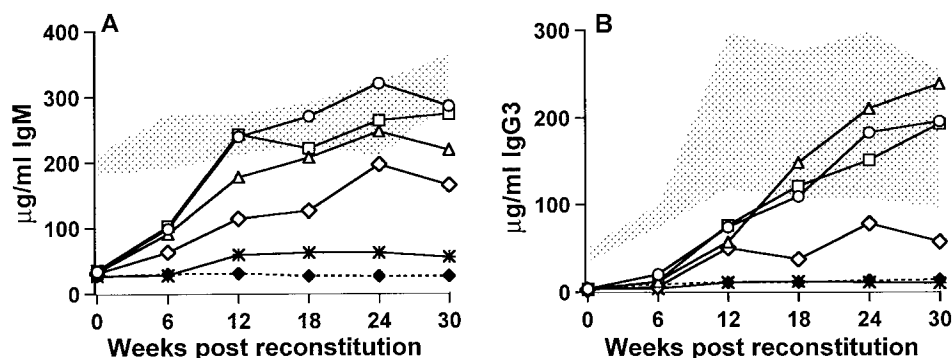 A
μg/ml IgM
400
300
200
100
0
0 6 12 18 24 30
Weeks post reconstitution
B
μg/ml IgG3
300
200
100
0
0 6 12 18 24 30
Weeks post reconstitution